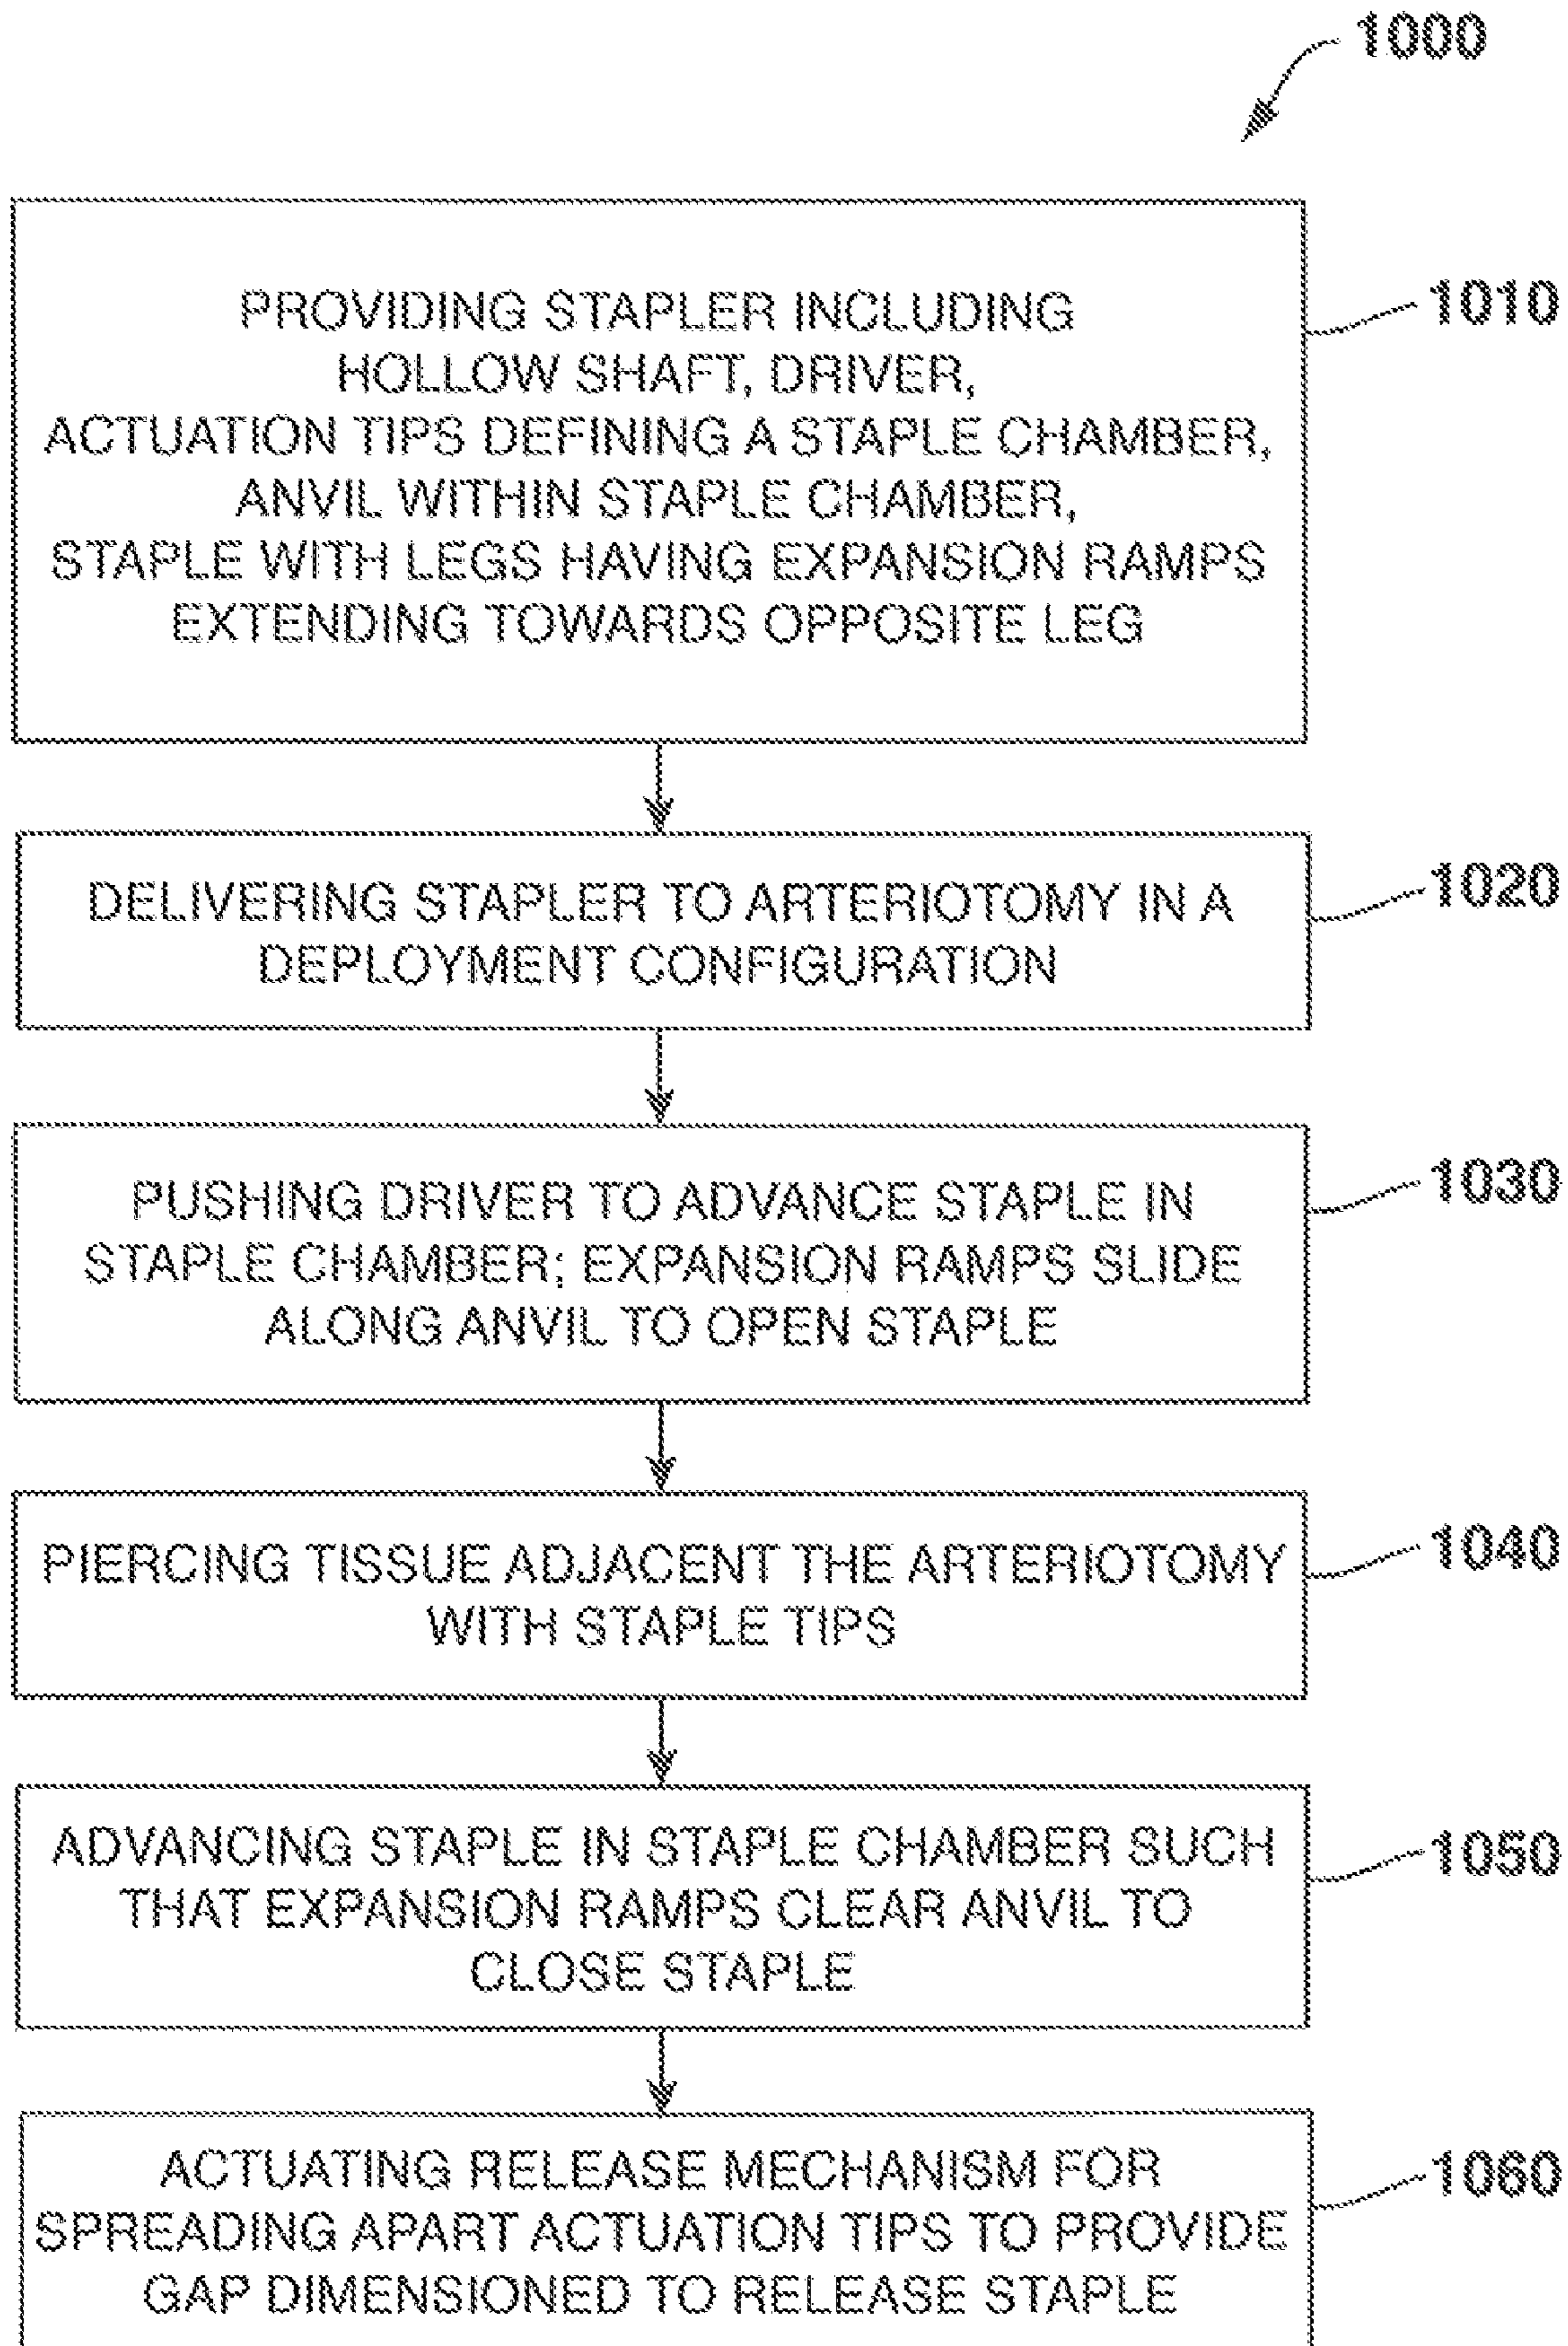 1000
PROVIDING STAPLER INCLUDING
HOLLOW SHAFT, DRIVER,
ACTUATION TIPS DEFINING A STAPLE CHAMBER,
ANVIL WITHIN STAPLE CHAMBER,
STAPLE WITH LEGS HAVING EXPANSION RAMPS
EXTENDING TOWARDS OPPOSITE LEG
1010
DELIVERING STAPLER TO ARTERIOTOMY IN A
DEPLOYMENT CONFIGURATION
1020
PUSHING DRIVER TO ADVANCE STAPLE IN
STAPLE CHAMBER; EXPANSION RAMPS SLIDE
ALONG ANVIL TO OPEN STAPLE
1030
PIERCING TISSUE ADJACENT THE ARTERIOTOMY
WITH STAPLE TIPS
1040
ADVANCING STAPLE IN STAPLE CHAMBER SUCH
THAT EXPANSION RAMPS CLEAR ANVIL TO
CLOSE STAPLE
1050
ACTUATING RELEASE MECHANISM FOR
SPREADING APART ACTUATION TIPS TO PROVIDE
GAP DIMENSIONED TO RELEASE STAPLE
1060